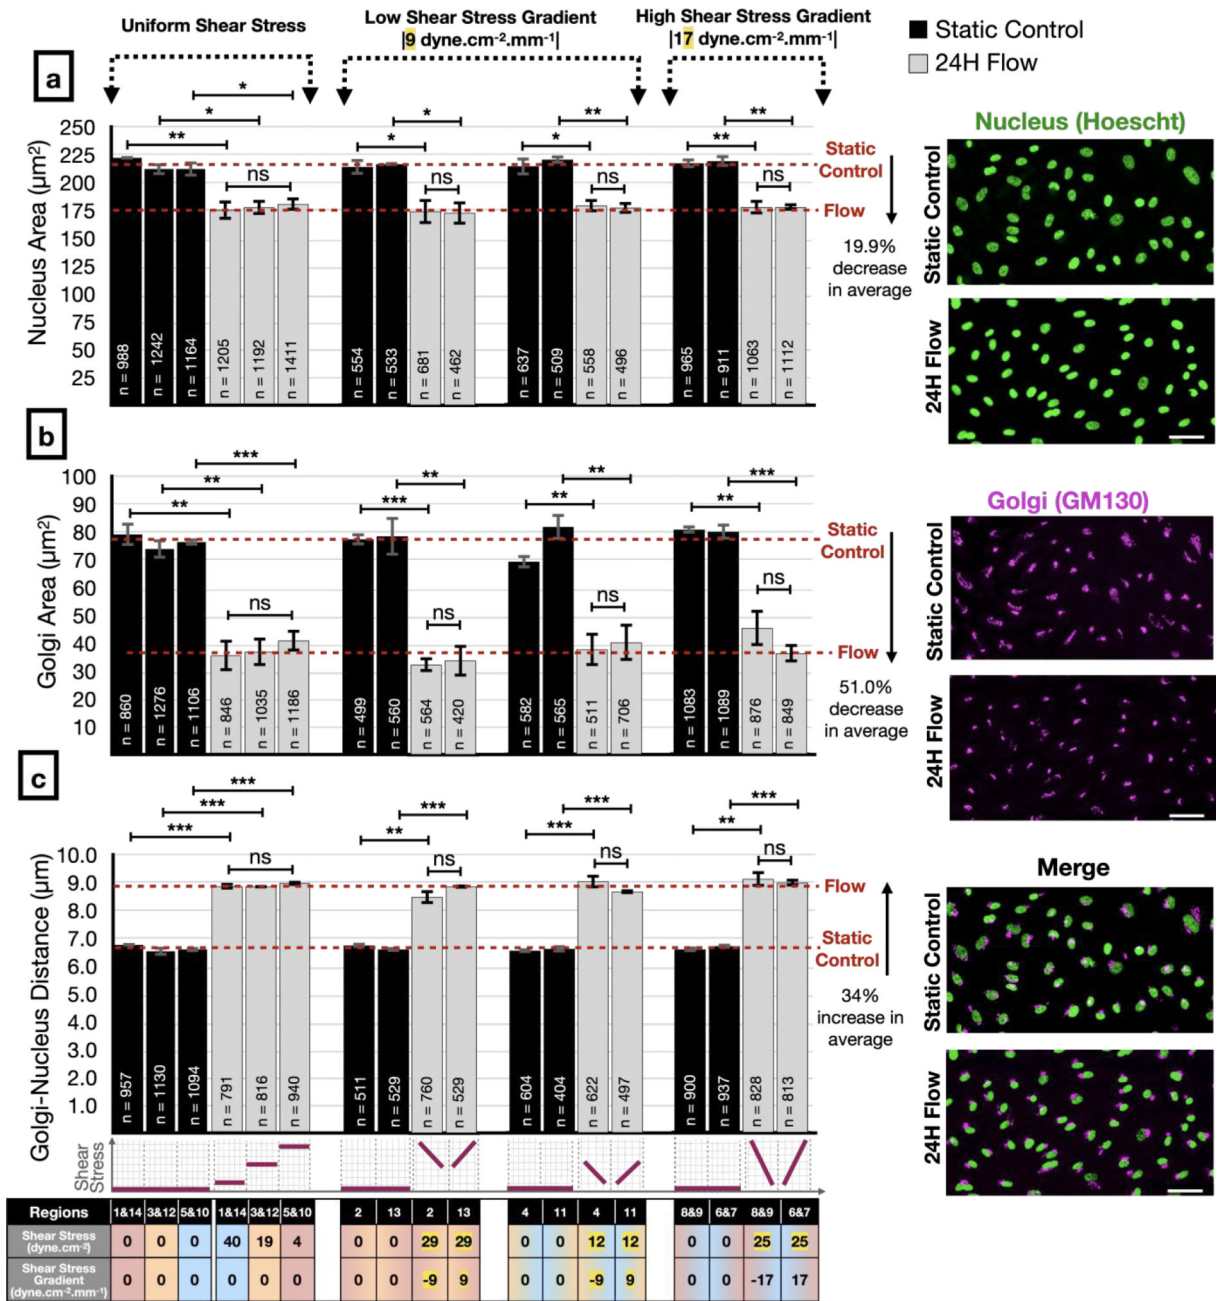 Uniform Shear Stress
Low Shear Stress Gradient
|9 dyne.cm-2.mm-1|
High Shear Stress Gradient
|17 dyne.cm-2.mm-1|
Static Control
24H Flow
a
* * ** * * ** * ** **
ns ns ns ns
Nucleus Area (µm²)
250
225
200
175
150
125
100
75
50
25
n = 988
n = 1242
n = 1164
n = 1205
n = 1192
n = 1411
n = 554
n = 533
n = 681
n = 462
n = 637
n = 509
n = 558
n = 496
n = 965
n = 911
n = 1063
n = 1112
Static
Control
Flow
19.9%
decrease
in average
Nucleus (Hoescht)
Static Control
24H Flow
b
*** ** ** ** *** ** ** *** **
ns ns ns ns
Golgi Area (µm²)
100
90
80
70
60
50
40
30
20
10
n = 860
n = 1276
n = 1106
n = 846
n = 1035
n = 1186
n = 499
n = 560
n = 564
n = 420
n = 582
n = 565
n = 511
n = 706
n = 1083
n = 1089
n = 876
n = 849
Static
Control
Flow
51.0%
decrease
in average
Golgi (GM130)
Static Control
24H Flow
c
*** *** *** *** ** *** *** *** **
ns ns ns ns
Golgi-Nucleus Distance (µm)
10.0
9.0
8.0
7.0
6.0
5.0
4.0
3.0
2.0
1.0
n = 957
n = 1130
n = 1094
n = 791
n = 816
n = 940
n = 511
n = 529
n = 760
n = 529
n = 604
n = 404
n = 622
n = 497
n = 900
n = 937
n = 828
n = 813
Flow
Static
Control
34%
increase in
average
Merge
Static Control
24H Flow
Shear
Stress
Regions 1&14 3&12 5&10 1&14 3&12 5&10 2 13 2 13 4 11 4 11 8&9 6&7 8&9 6&7
Shear Stress
(dyne.cm-2)
0 0 0 40 19 4 0 0 29 29 0 0 12 12 0 0 25 25
Shear Stress
Gradient
(dyne.cm-2.mm-1)
0 0 0 0 0 0 0 0 -9 9 0 0 -9 9 0 0 -17 17